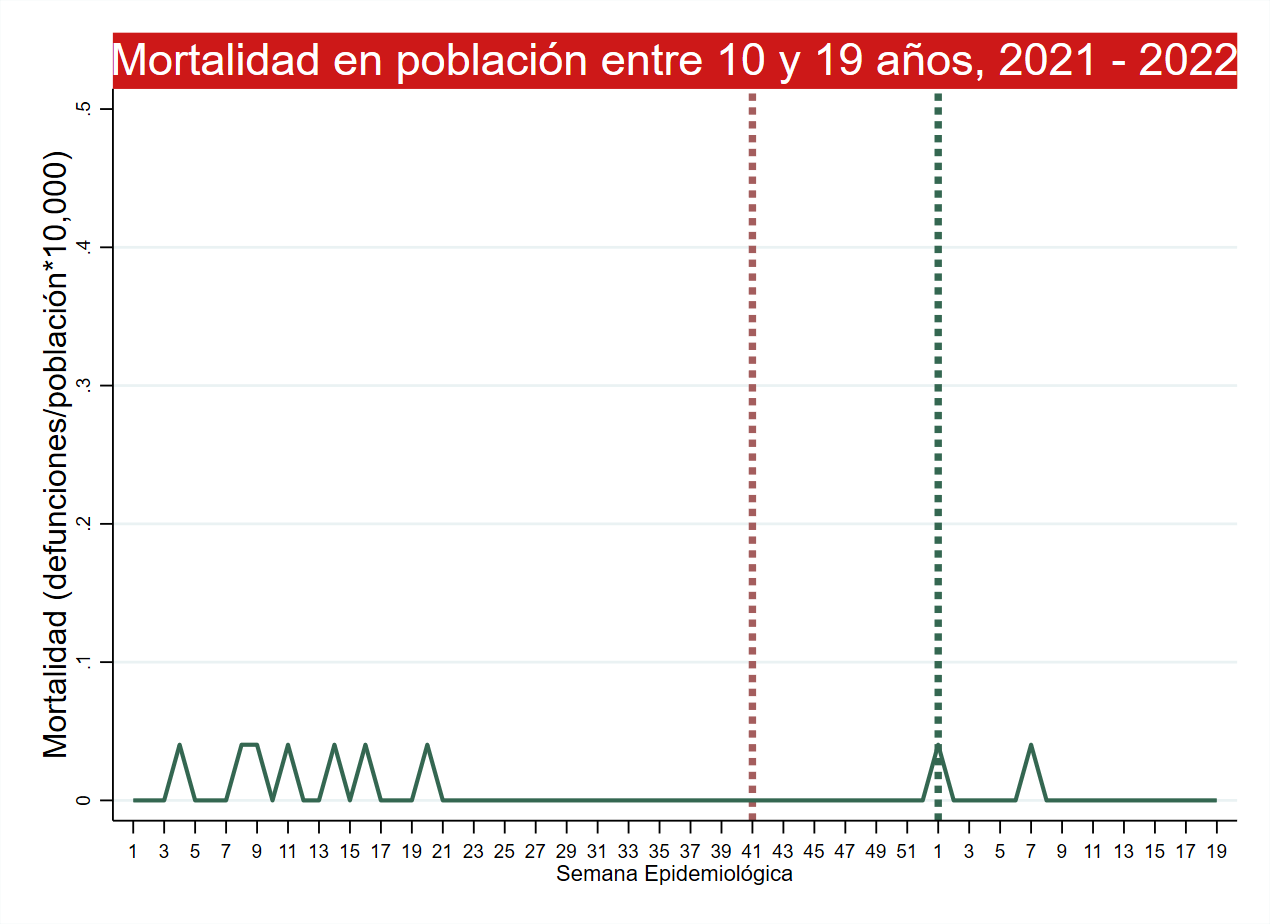 Mortalidad en población entre 10 y 19 años, 2021 - 2022
Mortalidad (defunciones/población*10,000)
.5
.4
.3
.2
.1
0
1 3 5 7 9 11 13 15 17 19 21 23 25 27 29 31 33 35 37 39 41 43 45 47 49 51 1 3 5 7 9 11 13 15 17 19
Semana Epidemiológica